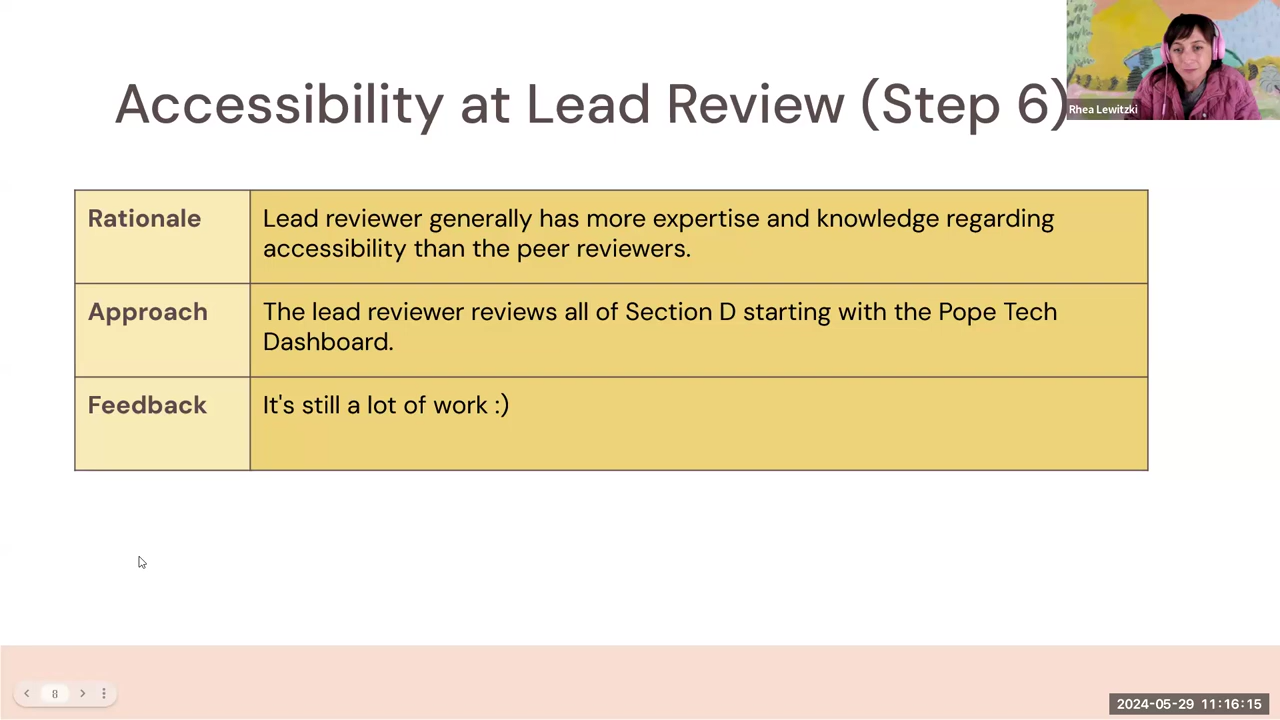 Accessibility at Lead Review (Step 6)
Rhea Lewitzki
Rationale
Lead reviewer generally has more expertise and knowledge regarding
accessibility than the peer reviewers.
Approach
The lead reviewer reviews all of Section D starting with the Pope Tech
Dashboard.
Feedback
It's still a lot of work :)
8
2024-05-29 11:16:15